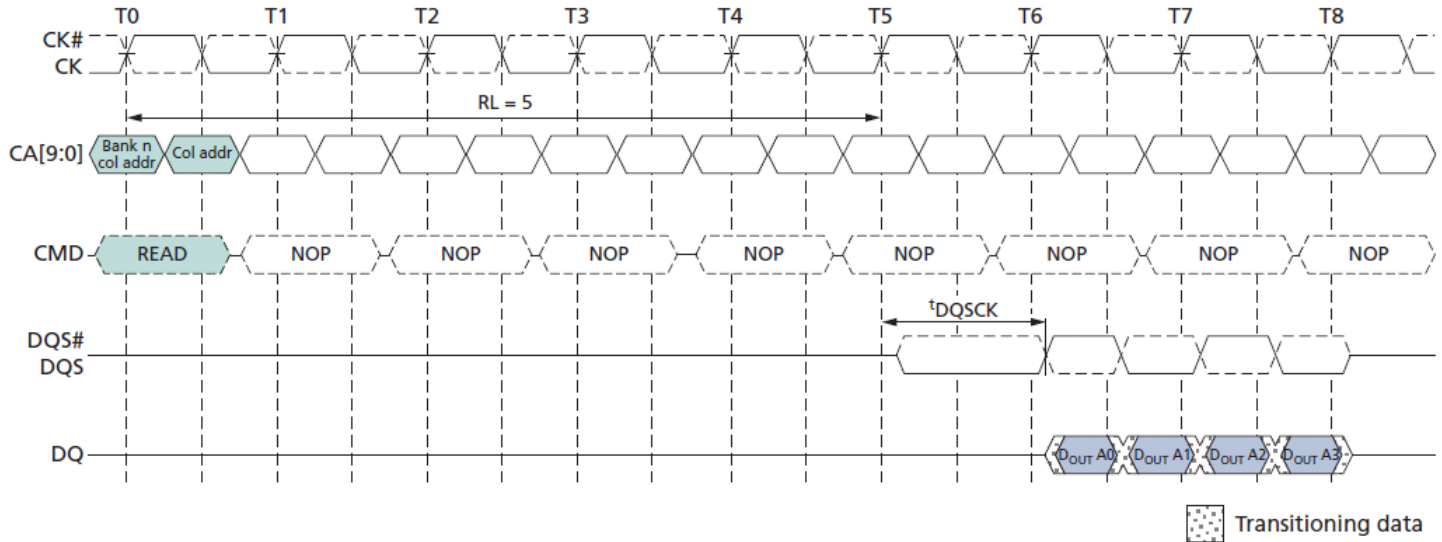 T0 T1 T2 T3 T4 T5 T6 T7 T8
CK#
CK
RL = 5
CA[9:0] Bank n col addr Col addr
CMD READ NOP NOP NOP NOP NOP NOP NOP NOP
tDQSCK
DQS#
DQS
DQ DOUT A0 DOUT A1 DOUT A2 DOUT A3
Transitioning data